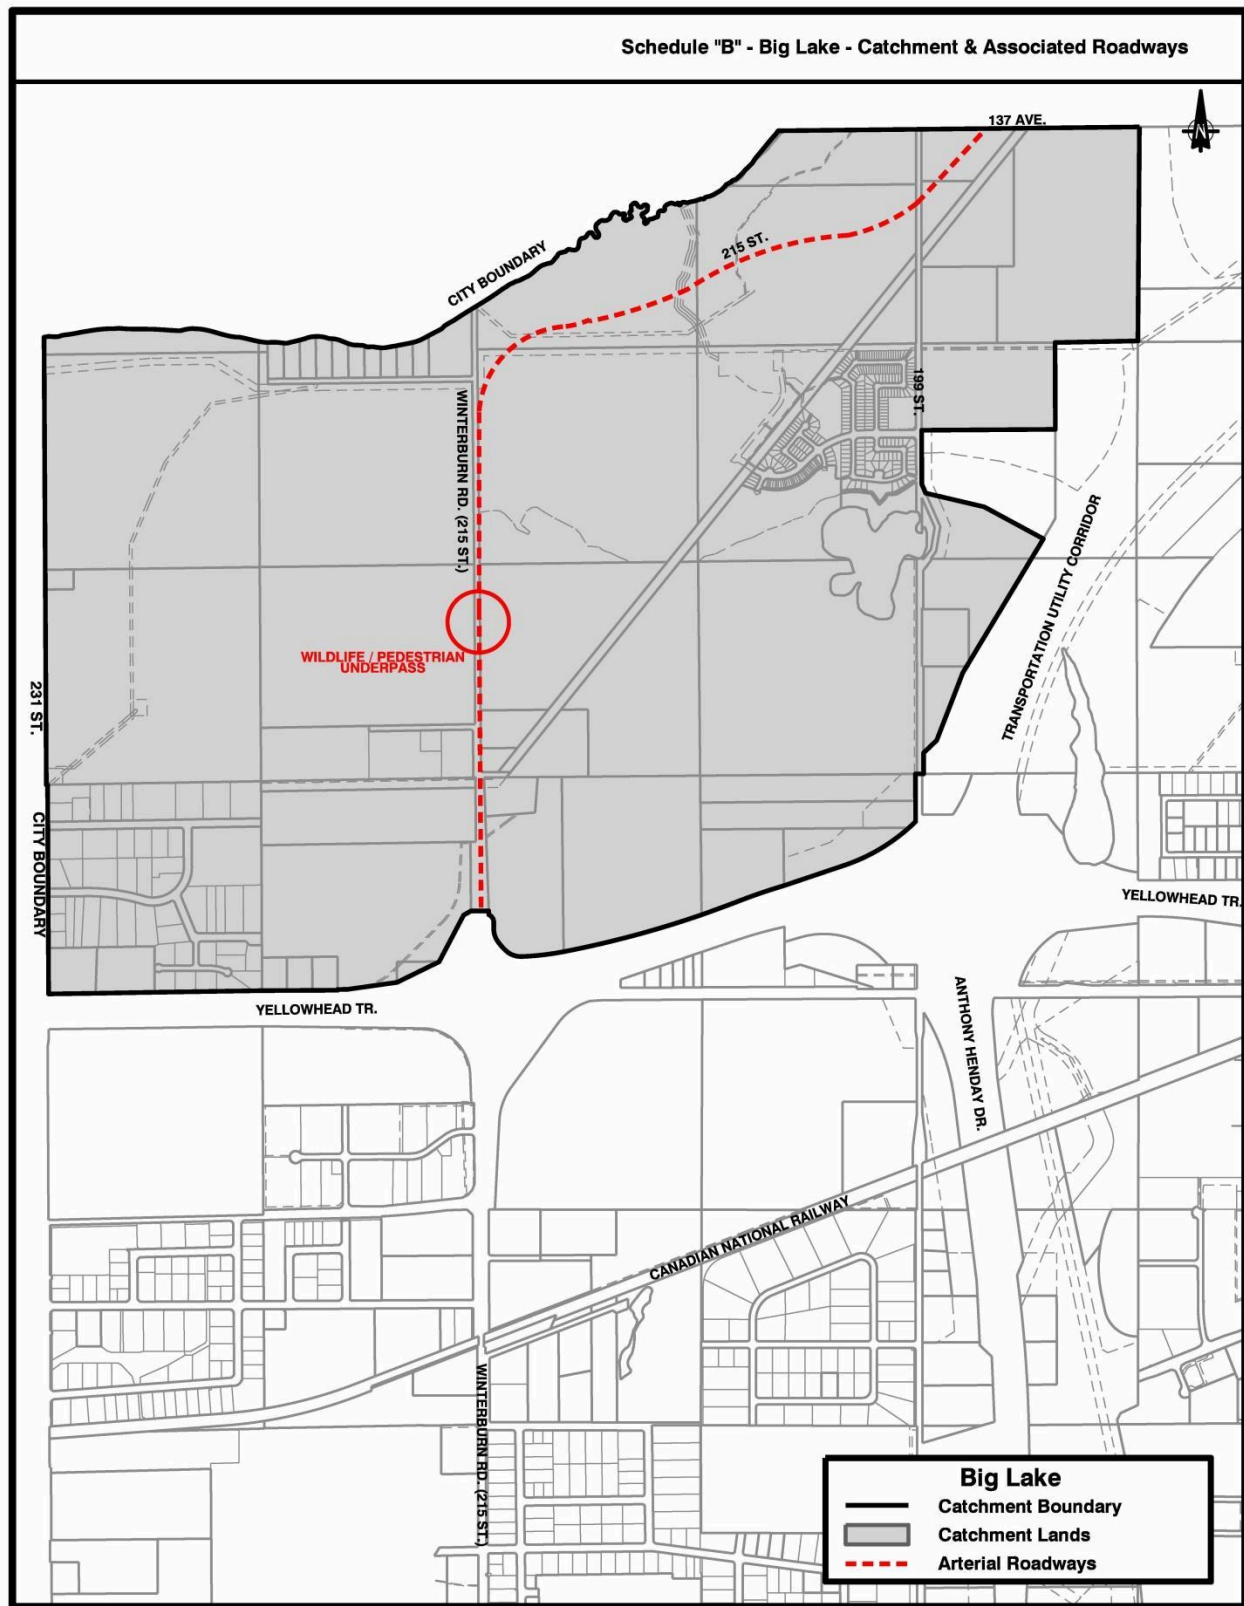 Schedule "B" - Big Lake - Catchment & Associated Roadways
137 AVE.
N
215 ST.
CITY BOUNDARY
199 ST.
WINTERBURN RD. (215 ST.)
TRANSPORTATION UTILITY CORRIDOR
WILDLIFE / PEDESTRIAN
UNDERPASS
231 ST.
CITY BOUNDARY
YELLOWHEAD TR.
YELLOWHEAD TR.
ANTHONY HENDAY DR.
CANADIAN NATIONAL RAILWAY
WINTERBURN RD. (215 ST.)
Big Lake
Catchment Boundary
Catchment Lands
Arterial Roadways